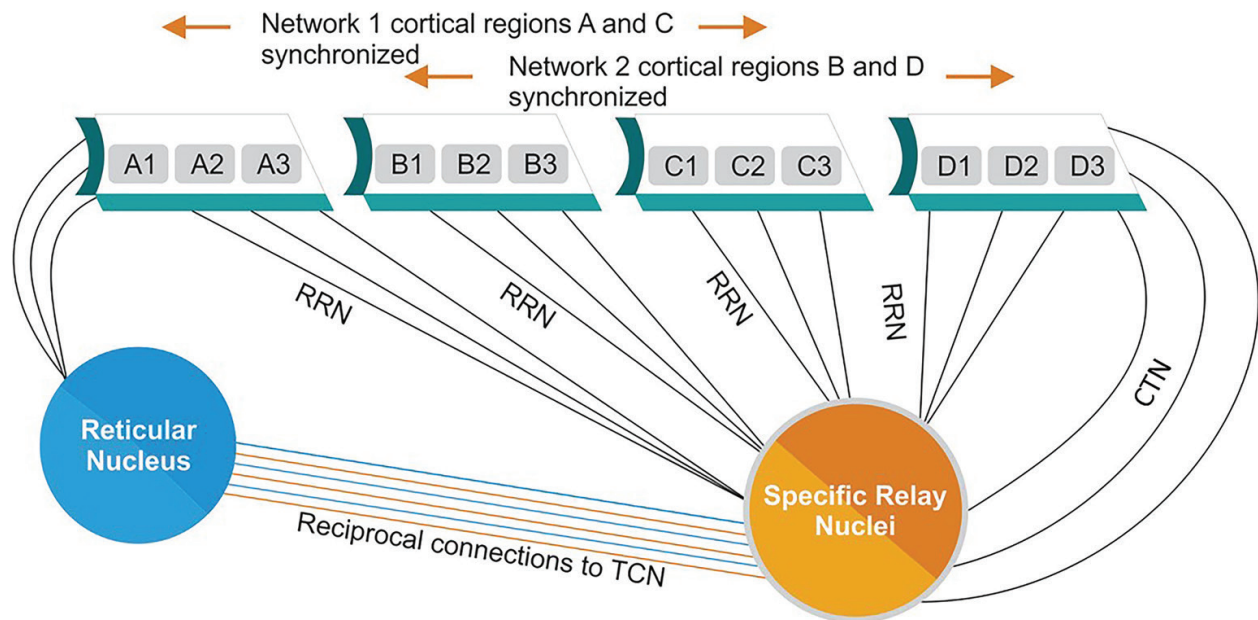 Network 1 cortical regions A and C
synchronized
Network 2 cortical regions B and D
synchronized
A1 A2 A3 B1 B2 B3 C1 C2 C3 D1 D2 D3
RRN RRN RRN RRN
CTN
Reticular
Nucleus
Specific Relay
Nuclei
Reciprocal connections to TCN